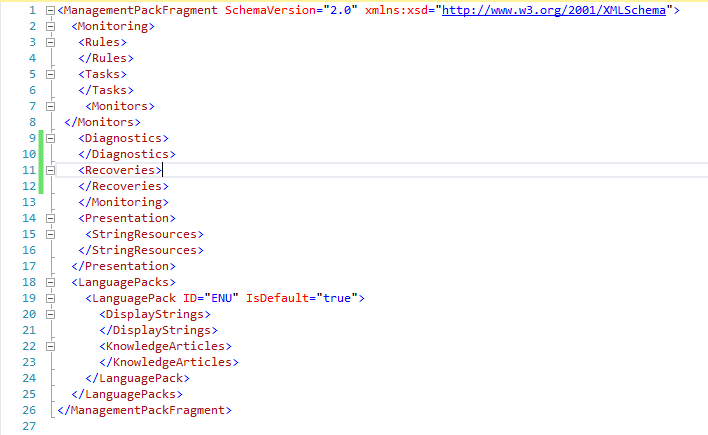 1 <ManagementPackFragment SchemaVersion="2.0" xmlns:xsd="http://www.w3.org/2001/XMLSchema">
2 <Monitoring>
3 <Rules>
4 </Rules>
5 <Tasks>
6 </Tasks>
7 <Monitors>
8 </Monitors>
9 <Diagnostics>
10 </Diagnostics>
11 <Recoveries>
12 </Recoveries>
13 </Monitoring>
14 <Presentation>
15 <StringResources>
16 </StringResources>
17 </Presentation>
18 <LanguagePacks>
19 <LanguagePack ID="ENU" IsDefault="true">
20 <DisplayStrings>
21 </DisplayStrings>
22 <KnowledgeArticles>
23 </KnowledgeArticles>
24 </LanguagePack>
25 </LanguagePacks>
26 </ManagementPackFragment>
27